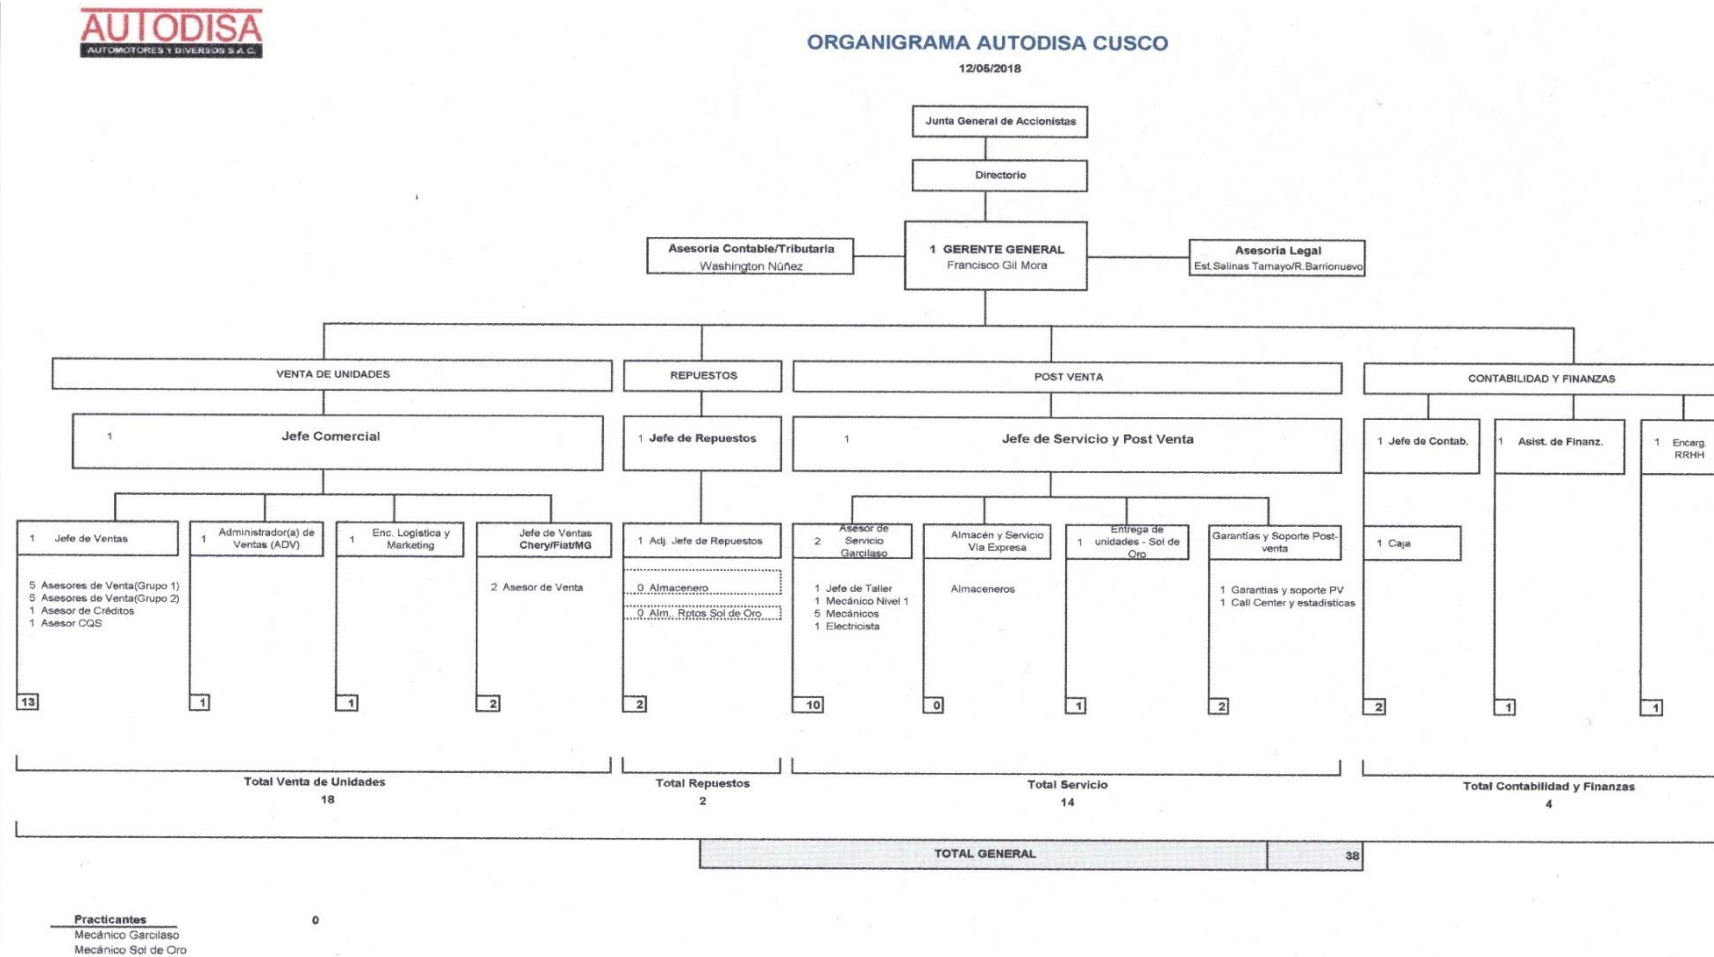 AUTODISA
AUTOMOTORES Y DIVERSOS S.A.C.
ORGANIGRAMA AUTODISA CUSCO
12/05/2018
Junta General de Accionistas
Directorio
Asesoria Contable/Tributaria
Washington Núñez
1 GERENTE GENERAL
Francisco Gil Mora
Asesoria Legal
Est.Salinas Tamayo/R.Barrionuevo
VENTA DE UNIDADES
REPUESTOS
POST VENTA
CONTABILIDAD Y FINANZAS
1 Jefe Comercial
1 Jefe de Repuestos
1 Jefe de Servicio y Post Venta
1 Jefe de Contab.
1 Asist. de Finanz.
1 Encarg.
RRHH
1 Jefe de Ventas
1 Administrador(a) de
Ventas (ADV)
1 Enc. Logistica y
Marketing
Jefe de Ventas
Chery/Fiat/MG
1 Adj. Jefe de Repuestos
2 Asesor de
Servicio
Garcilaso
Almacén y Servicio
Via Expresa
1 Entrega de
unidades - Sol de
Oro
Garantías y Soporte Post-
venta
1 Caja
5 Asesores de Venta(Grupo 1)
5 Asesores de Venta(Grupo 2)
1 Asesor de Créditos
1 Asesor CQS
2 Asesor de Venta
0 Almacenero
0 Alm.. Rptos Sol de Oro
1 Jefe de Taller
1 Mecánico Nivel 1
5 Mecánicos
1 Electricista
Almaceneros
1 Garantias y soporte PV
1 Call Center y estadisticas
13
1
1
2
2
10
0
1
2
2
1
1
Total Venta de Unidades
18
Total Repuestos
2
Total Servicio
14
Total Contabilidad y Finanzas
4
TOTAL GENERAL 38
Practicantes 0
Mecánico Garcilaso
Mecánico Sol de Oro